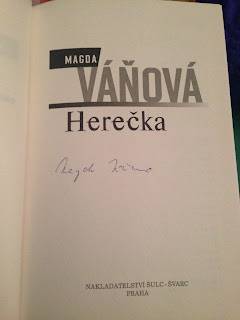 MAGDA
VÁŇOVÁ
Herečka
NAKLADATELSTVÍ ŠULC - ŠVARC
PRAHA